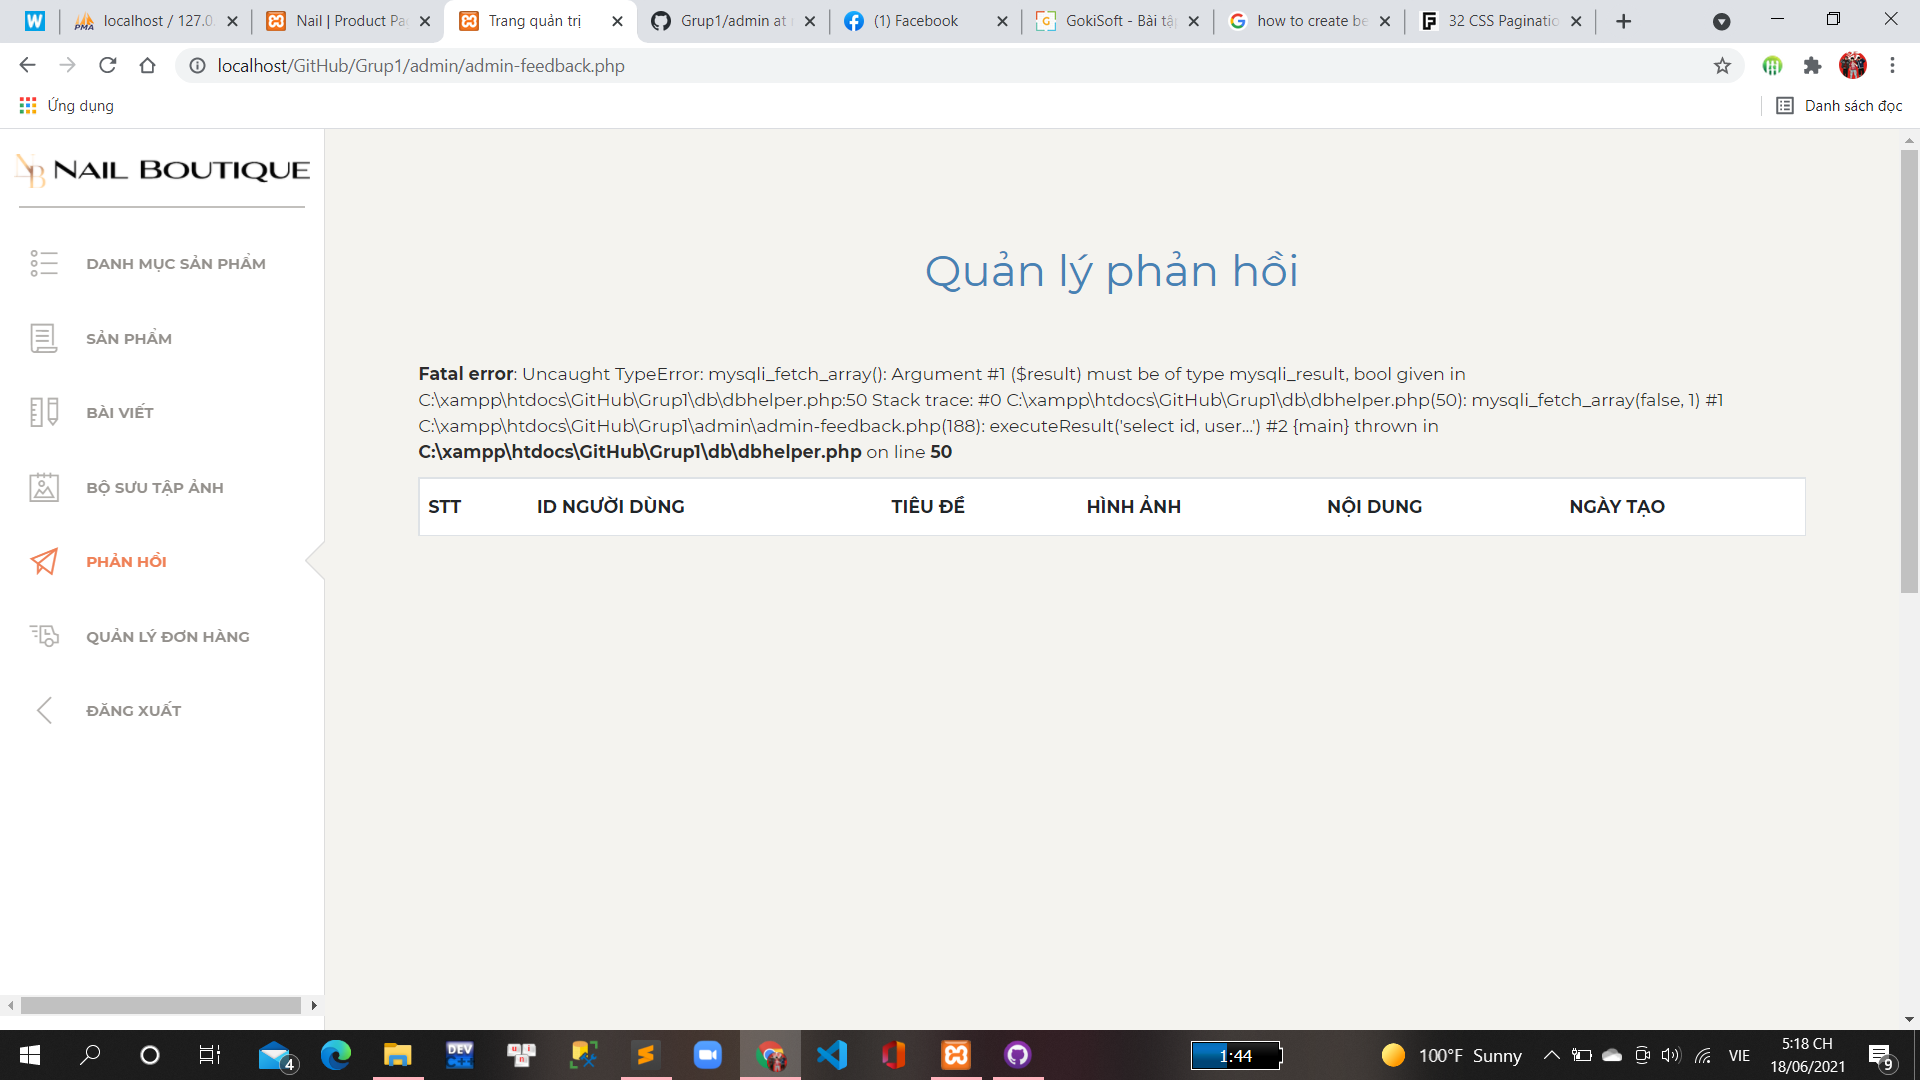 localhost / 127.0.
Nail | Product Pa
Trang quản trị
Grup1/admin at
(1) Facebook
GokiSoft - Bài tậ
how to create be
32 CSS Paginatio
localhost/GitHub/Grup1/admin/admin-feedback.php
Ứng dụng
Danh sách đọc
NAIL BOUTIQUE
DANH MỤC SẢN PHẨM
SẢN PHẨM
BÀI VIẾT
BỘ SƯU TẬP ẢNH
PHẢN HỒI
QUẢN LÝ ĐƠN HÀNG
ĐĂNG XUẤT
Quản lý phản hồi
Fatal error: Uncaught TypeError: mysqli_fetch_array(): Argument #1 ($result) must be of type mysqli_result, bool given in
C:\xampp\htdocs\GitHub\Grup1\db\dbhelper.php:50 Stack trace: #0 C:\xampp\htdocs\GitHub\Grup1\db\dbhelper.php(50): mysqli_fetch_array(false, 1) #1
C:\xampp\htdocs\GitHub\Grup1\admin\admin-feedback.php(188): executeResult('select id, user...') #2 {main} thrown in
C:\xampp\htdocs\GitHub\Grup1\db\dbhelper.php on line 50
STT ID NGƯỜI DÙNG TIÊU ĐỀ HÌNH ẢNH NỘI DUNG NGÀY TẠO
4
1:44
100°F Sunny
VIE
5:18 CH
18/06/2021
9